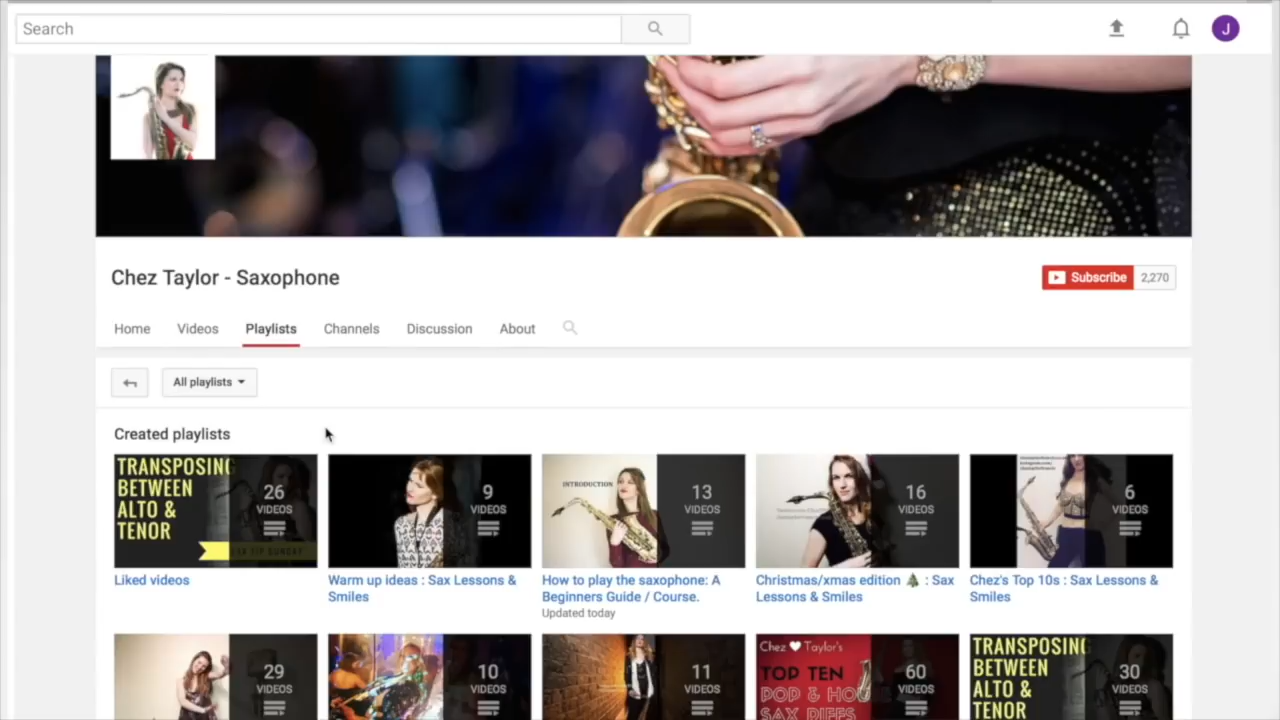 Search
J
Chez Taylor - Saxophone
Subscribe 2,270
Home Videos Playlists Channels Discussion About
All playlists
Created playlists
TRANSPOSING
BETWEEN
ALTO &
TENOR
26
VIDEOS
Liked videos
9
VIDEOS
Warm up ideas : Sax Lessons &
Smiles
INTRODUCTION
13
VIDEOS
How to play the saxophone: A
Beginners Guide / Course.
Updated today
16
VIDEOS
Christmas/xmas edition 🎄 : Sax
Lessons & Smiles
6
VIDEOS
Chez's Top 10s : Sax Lessons &
Smiles
29
VIDEOS
10
VIDEOS
11
VIDEOS
Chez ♥ Taylor's
TOP TEN
POP & HOU
SAX RIFFS
60
VIDEOS
TRANSPOSING
BETWEEN
ALTO &
TENOR
30
VIDEOS